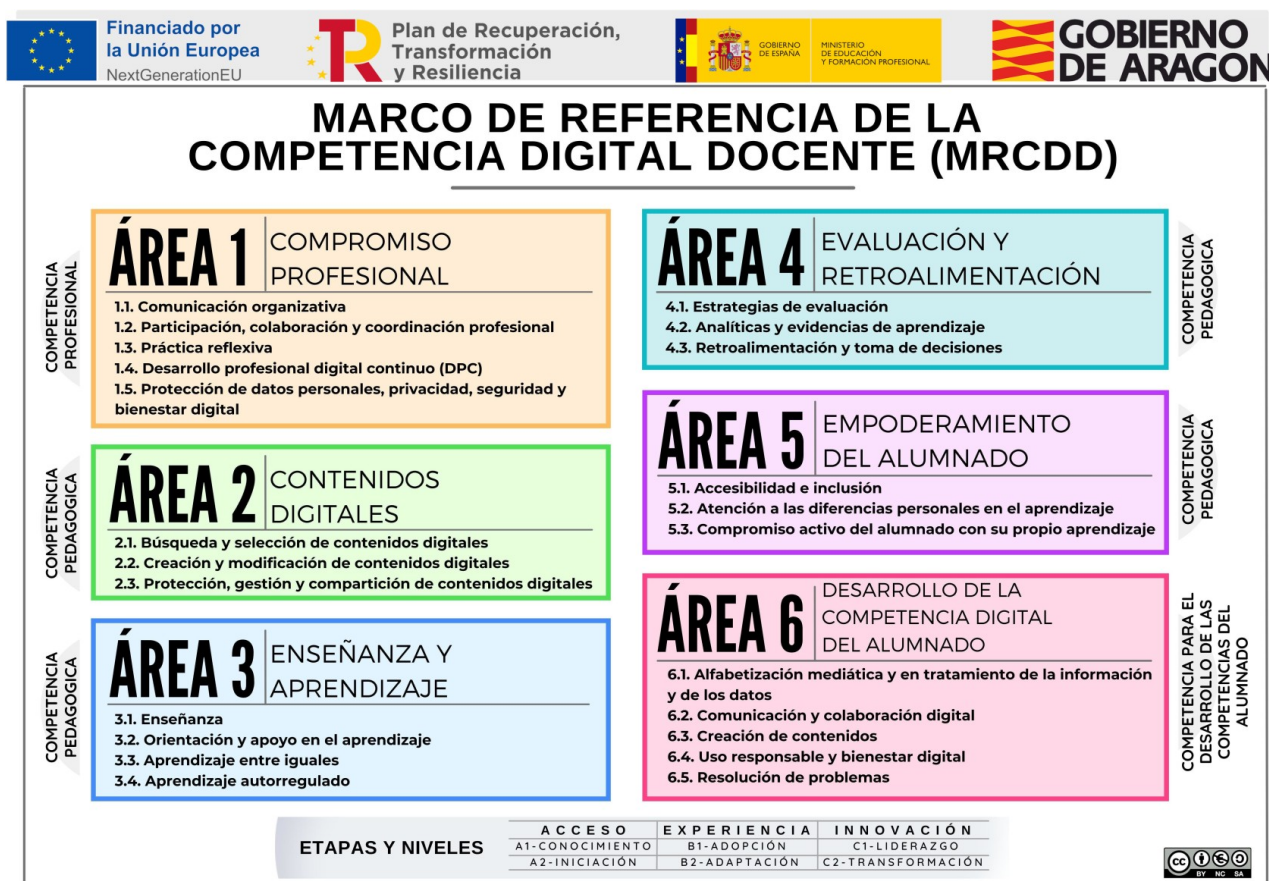 Financiado por
la Unión Europea
NextGenerationEU
Plan de Recuperación,
Transformación
y Resiliencia
GOBIERNO
DE ESPAÑA
MINISTERIO
DE EDUCACIÓN
Y FORMACIÓN PROFESIONAL
GOBIERNO
DE ARAGON
MARCO DE REFERENCIA DE LA
COMPETENCIA DIGITAL DOCENTE (MRCDD)
COMPETENCIA
PROFESIONAL
ÁREA 1
COMPROMISO
PROFESIONAL
1.1. Comunicación organizativa
1.2. Participación, colaboración y coordinación profesional
1.3. Práctica reflexiva
1.4. Desarrollo profesional digital continuo (DPC)
1.5. Protección de datos personales, privacidad, seguridad y
bienestar digital
COMPETENCIA
PEDAGOGICA
ÁREA 2
CONTENIDOS
DIGITALES
2.1. Búsqueda y selección de contenidos digitales
2.2. Creación y modificación de contenidos digitales
2.3. Protección, gestión y compartición de contenidos digitales
COMPETENCIA
PEDAGOGICA
ÁREA 3
ENSEÑANZA Y
APRENDIZAJE
3.1. Enseñanza
3.2. Orientación y apoyo en el aprendizaje
3.3. Aprendizaje entre iguales
3.4. Aprendizaje autorregulado
ÁREA 4
EVALUACIÓN Y
RETROALIMENTACIÓN
4.1. Estrategias de evaluación
4.2. Analíticas y evidencias de aprendizaje
4.3. Retroalimentación y toma de decisiones
COMPETENCIA
PEDAGOGICA
ÁREA 5
EMPODERAMIENTO
DEL ALUMNADO
5.1. Accesibilidad e inclusión
5.2. Atención a las diferencias personales en el aprendizaje
5.3. Compromiso activo del alumnado con su propio aprendizaje
COMPETENCIA
PEDAGOGICA
ÁREA 6
DESARROLLO DE LA
COMPETENCIA DIGITAL
DEL ALUMNADO
6.1. Alfabetización mediática y en tratamiento de la información
y de los datos
6.2. Comunicación y colaboración digital
6.3. Creación de contenidos
6.4. Uso responsable y bienestar digital
6.5. Resolución de problemas
COMPETENCIA PARA EL
DESARROLLO DE LAS
COMPETENCIAS DEL
ALUMNADO
ETAPAS Y NIVELES
ACCESO EXPERIENCIA INNOVACIÓN
A1-CONOCIMIENTO B1-ADOPCIÓN C1-LIDERAZGO
A2-INICIACIÓN B2-ADAPTACIÓN C2-TRANSFORMACIÓN
cc
BY NC SA